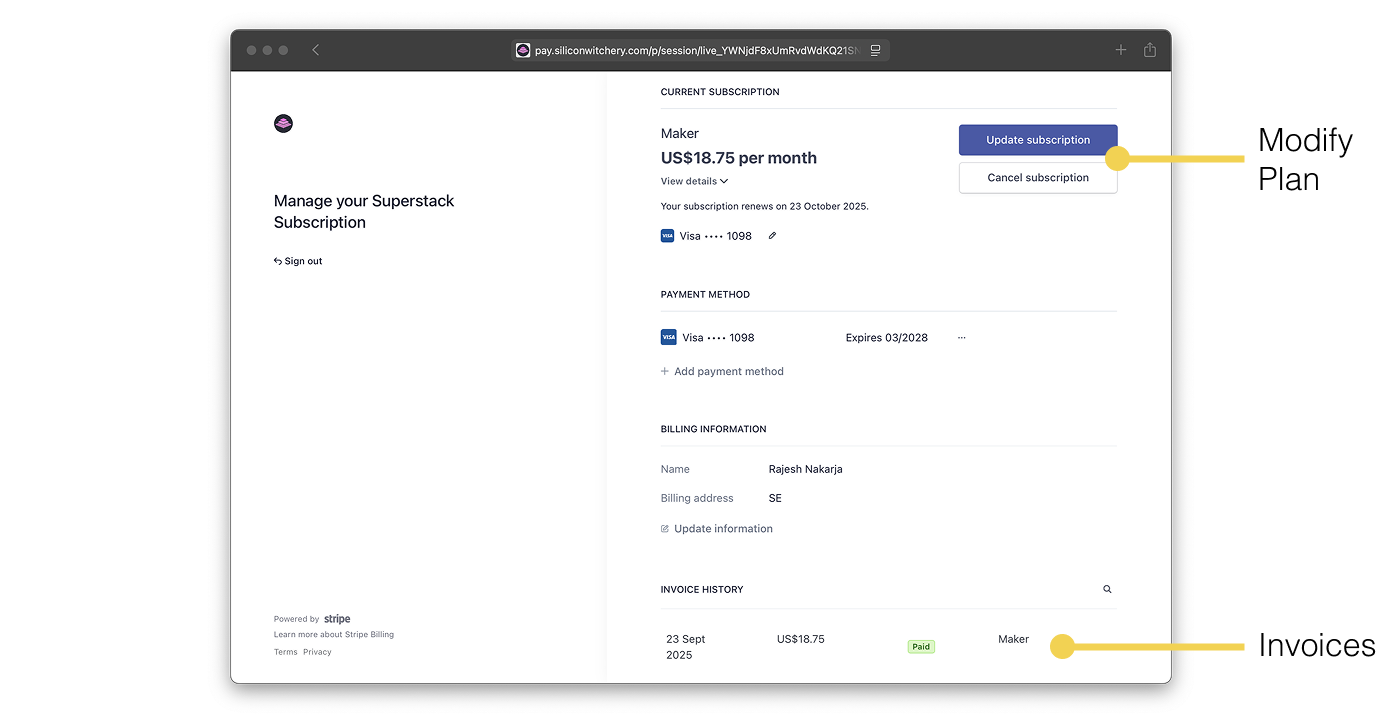 pay.siliconwitchery.com/p/session/live_YWNjdF8xUmRvdWdKQ21SN
Manage your Superstack
Subscription
Sign out
Powered by stripe
Learn more about Stripe Billing
Terms Privacy
CURRENT SUBSCRIPTION
Maker
US$18.75 per month
View details
Your subscription renews on 23 October 2025.
VISA Visa •••• 1098
Update subscription
Cancel subscription
PAYMENT METHOD
VISA Visa •••• 1098 Expires 03/2028 ...
+ Add payment method
BILLING INFORMATION
Name Rajesh Nakarja
Billing address SE
Update information
INVOICE HISTORY
23 Sept
2025
US$18.75
Paid
Maker
Modify
Plan
Invoices